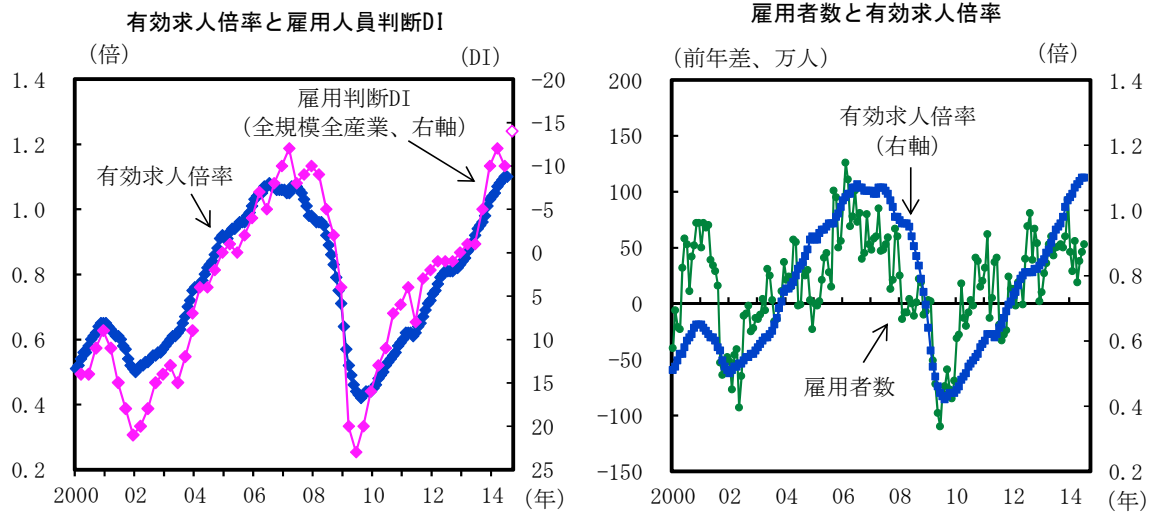 有効求人倍率と雇用人員判断DI
(倍)
(DI)
1.4
1.2
1.0
0.8
0.6
0.4
0.2
-20
-15
-10
-5
0
5
10
15
20
25
雇用判断DI
(全規模全産業、右軸)
有効求人倍率
2000 02 04 06 08 10 12 14
(年)
雇用者数と有効求人倍率
(前年差、万人)
(倍)
200
150
100
50
0
-50
-100
-150
1.4
1.2
1.0
0.8
0.6
0.4
0.2
有効求人倍率
(右軸)
雇用者数
2000 02 04 06 08 10 12 14
(年)